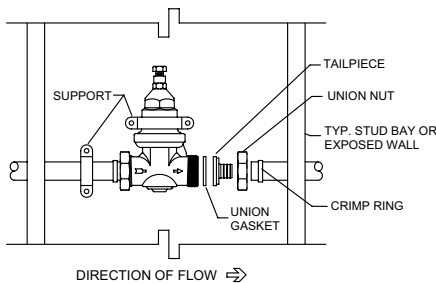 TAILPIECE
SUPPORT
UNION NUT
TYP. STUD BAY OR
EXPOSED WALL
CRIMP RING
UNION
GASKET
DIRECTION OF FLOW